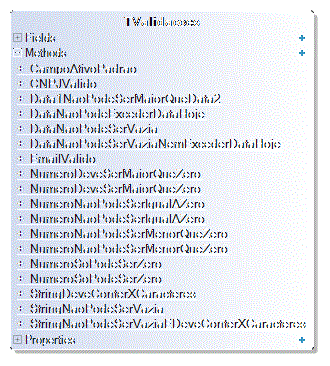 TValidacoes
Fields
Methods
CampoAtivoPadrao
CNPJValido
Data1NaoPodeSerMaiorQueData2
DataNaoPodeExcederDataHoje
DataNaoPodeSerVazia
DataNaoPodeSerVaziaNemExcederDataHoje
EmailValido
NumeroDeveSerMaiorQueZero
NumeroDeveSerMaiorQueZero
NumeroNaoPodeSerIgualAZero
NumeroNaoPodeSerIgualAZero
NumeroNaoPodeSerMenorQueZero
NumeroNaoPodeSerMenorQueZero
NumeroSoPodeSerZero
NumeroSoPodeSerZero
StringDeveConterXCaracteres
StringNaoPodeSerVazia
StringNaoPodeSerVaziaEDeveConterXCaracteres
Properties